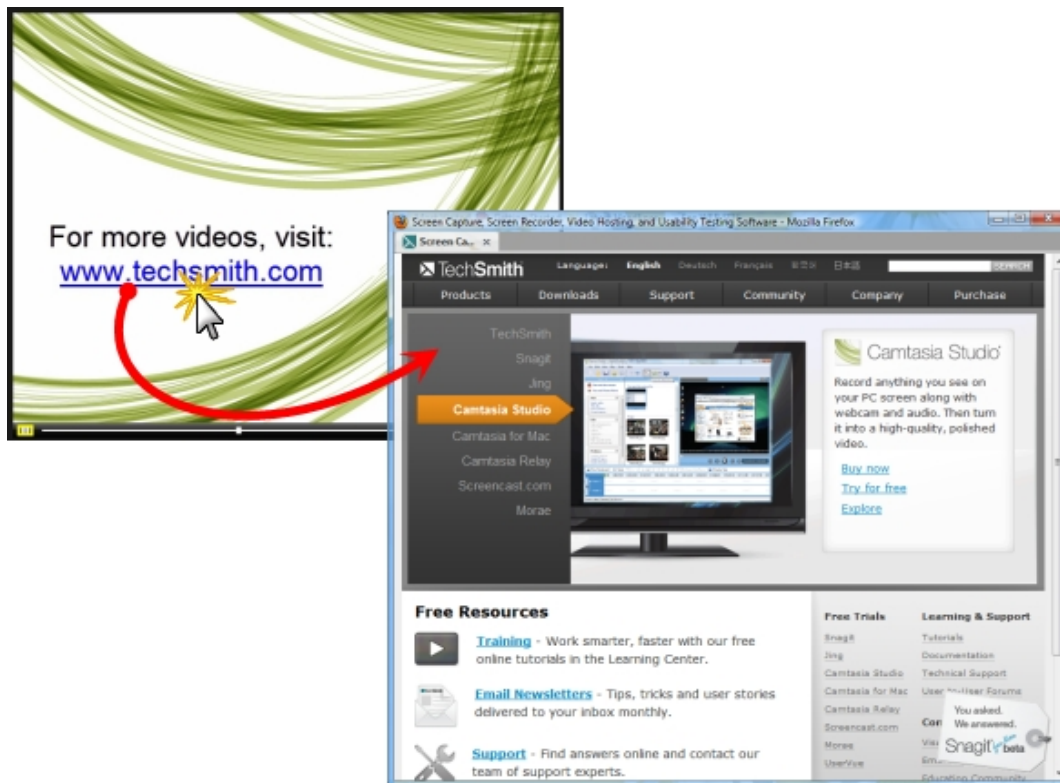 For more videos, visit:
www.techsmith.com
Screen Capture, Screen Recorder, Video Hosting, and Usability Testing Software - Mozilla Firefox
Screen Ca...
TechSmith
Language: English Deutsch Français 한국어 日本語 SEARCH
Products Downloads Support Community Company Purchase
TechSmith
Snagit
Jing
Camtasia Studio
Camtasia for Mac
Camtasia Relay
Screencast.com
Morae
Camtasia Studio
Record anything you see on
your PC screen along with
webcam and audio. Then turn
it into a high-quality, polished
video.
Buy now
Try for free
Explore
Free Resources
Training - Work smarter, faster with our free
online tutorials in the Learning Center.
Email Newsletters - Tips, tricks and user stories
delivered to your inbox monthly.
Support - Find answers online and contact our
team of support experts.
Free Trials
Snagit
Jing
Camtasia Studio
Camtasia for Mac
Camtasia Relay
Screencast.com
Morae
UserVue
Learning & Support
Tutorials
Documentation
Technical Support
User-to-User Forums
Education Community
You asked.
We answered.
Snagit
beta